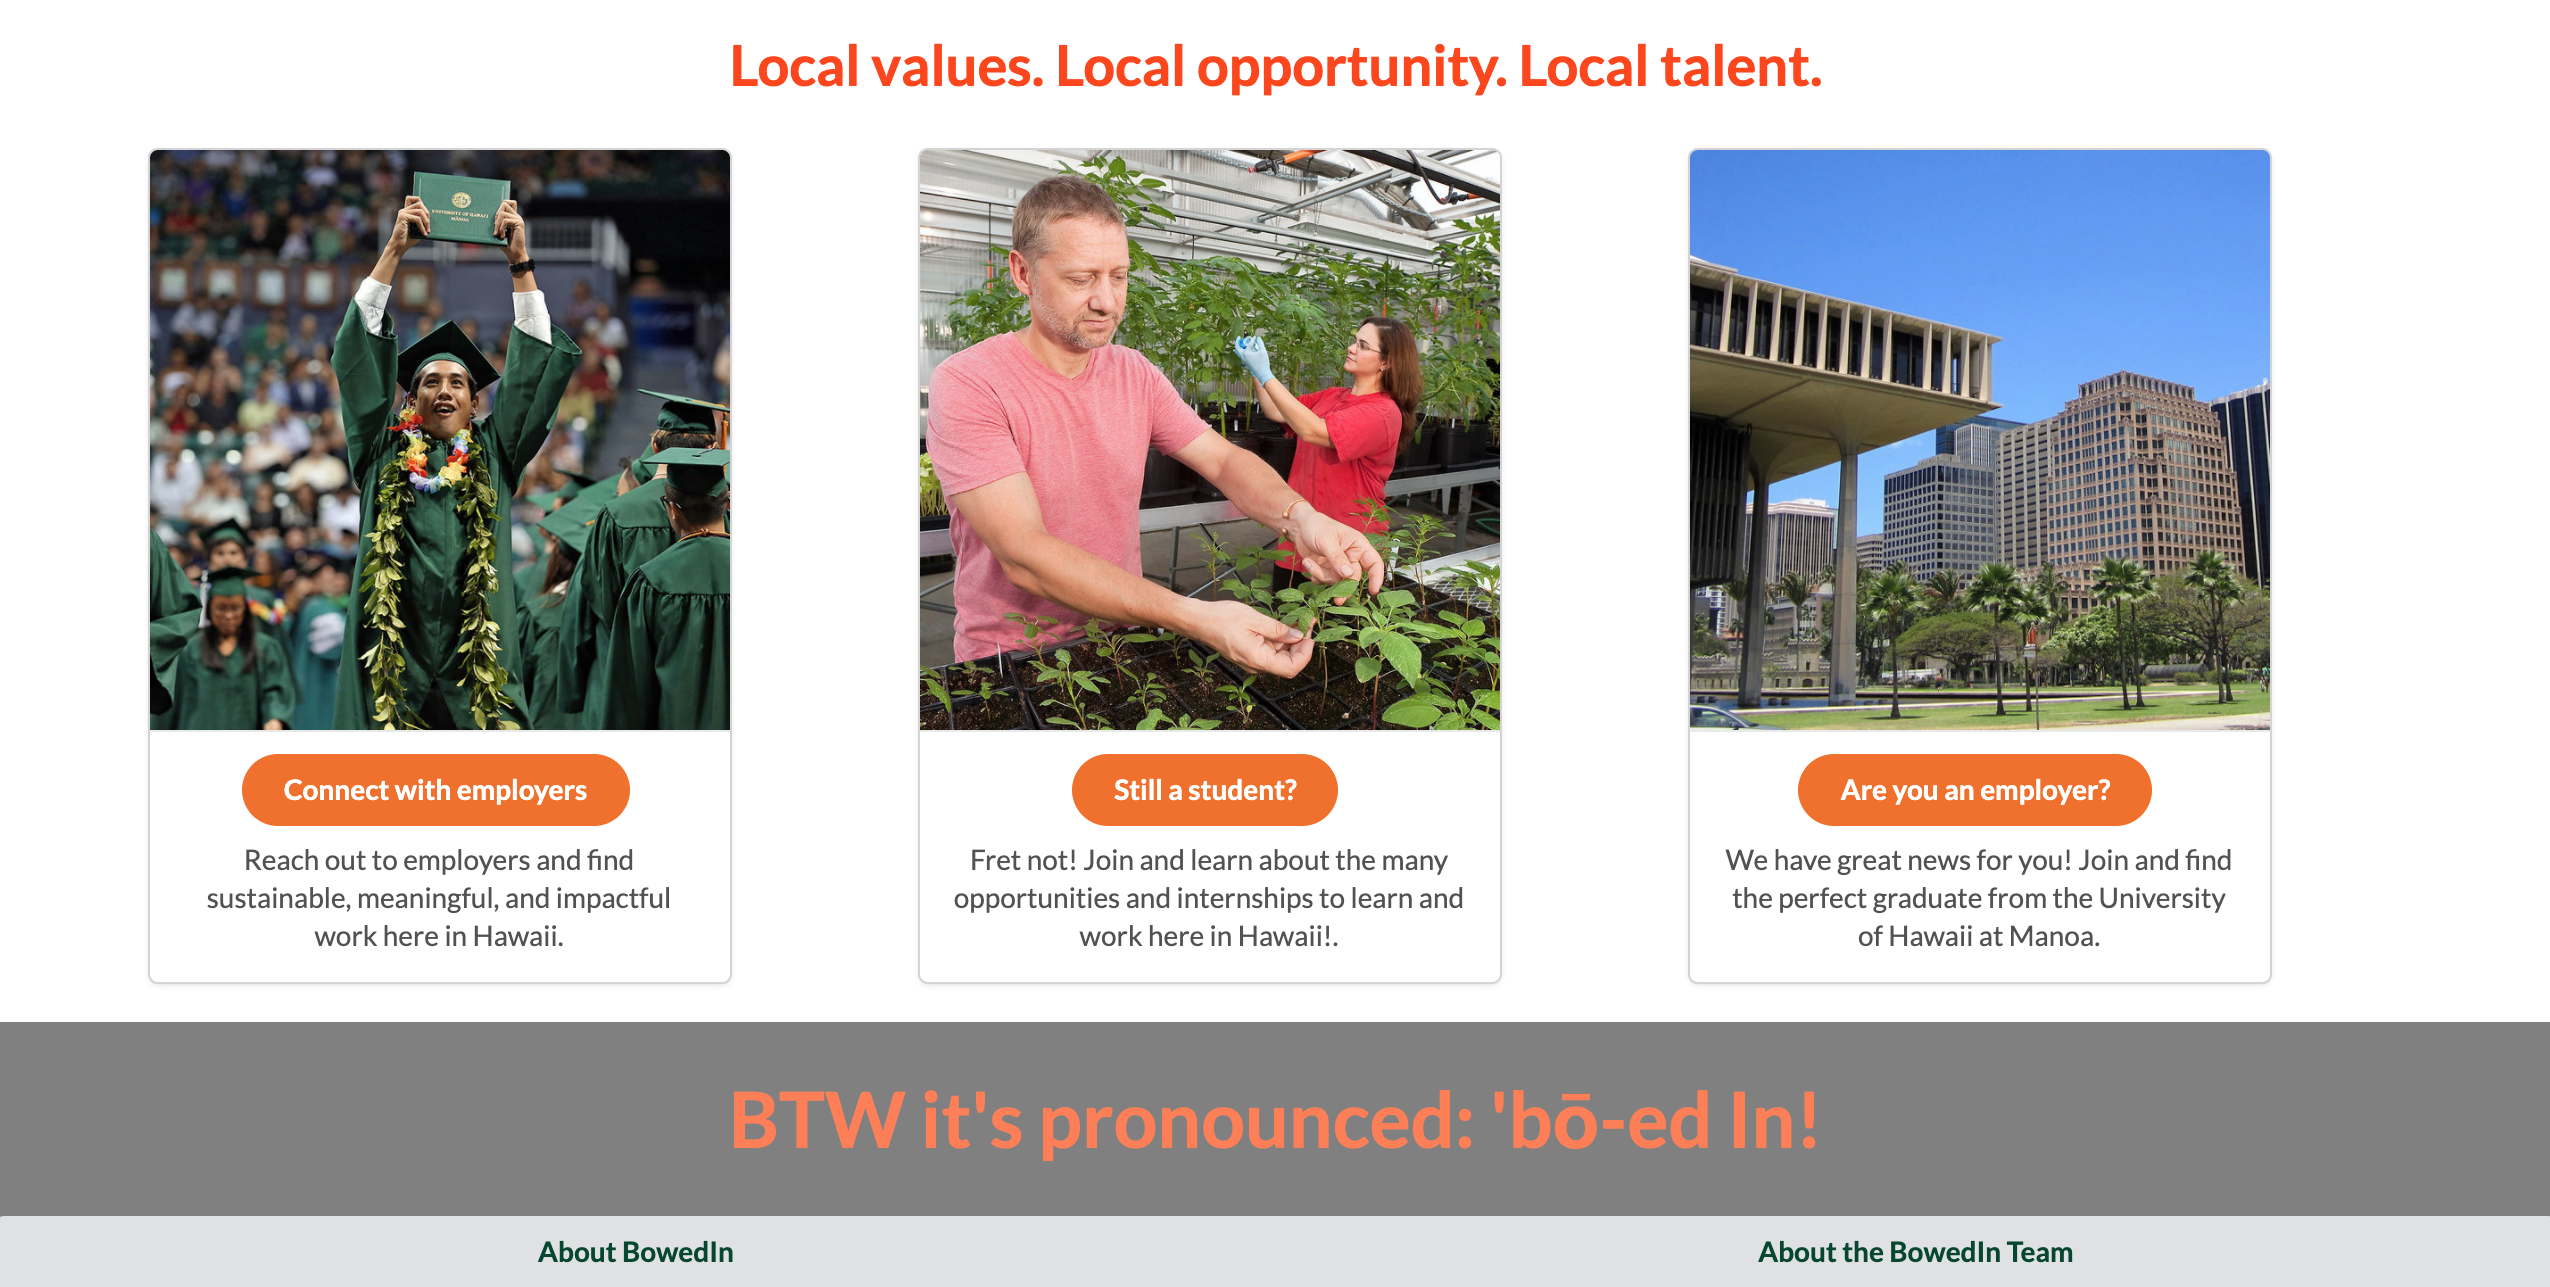 Local values. Local opportunity. Local talent.
UNIVERSITY OF HAWAI'I
MĀNOA
Connect with employers
Reach out to employers and find
sustainable, meaningful, and impactful
work here in Hawaii.
Still a student?
Fret not! Join and learn about the many
opportunities and internships to learn and
work here in Hawaii!.
Are you an employer?
We have great news for you! Join and find
the perfect graduate from the University
of Hawaii at Manoa.
BTW it's pronounced: 'bō-ed In!
About BowedIn
About the BowedIn Team